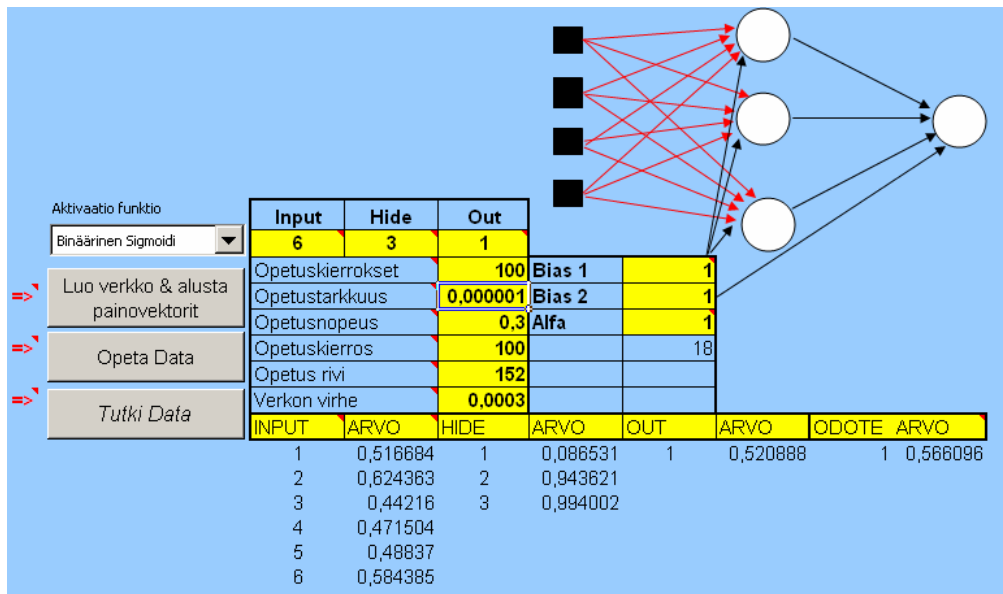 Aktivaatio funktio
Binäärinen Sigmoidi
Input Hide Out
6 3 1
=> Luo verkko & alusta painovektorit
=> Opeta Data
=> Tutki Data
Opetuskierrokset 100 Bias 1 1
Opetustarkkuus 0,000001 Bias 2 1
Opetusnopeus 0,3 Alfa 1
Opetuskierros 100 18
Opetus rivi 152
Verkon virhe 0,0003
INPUT ARVO HIDE ARVO OUT ARVO ODOTE ARVO
1 0,516684 1 0,086531 1 0,520888 1 0,566096
2 0,624363 2 0,943621
3 0,44216 3 0,994002
4 0,471504
5 0,48837
6 0,584385